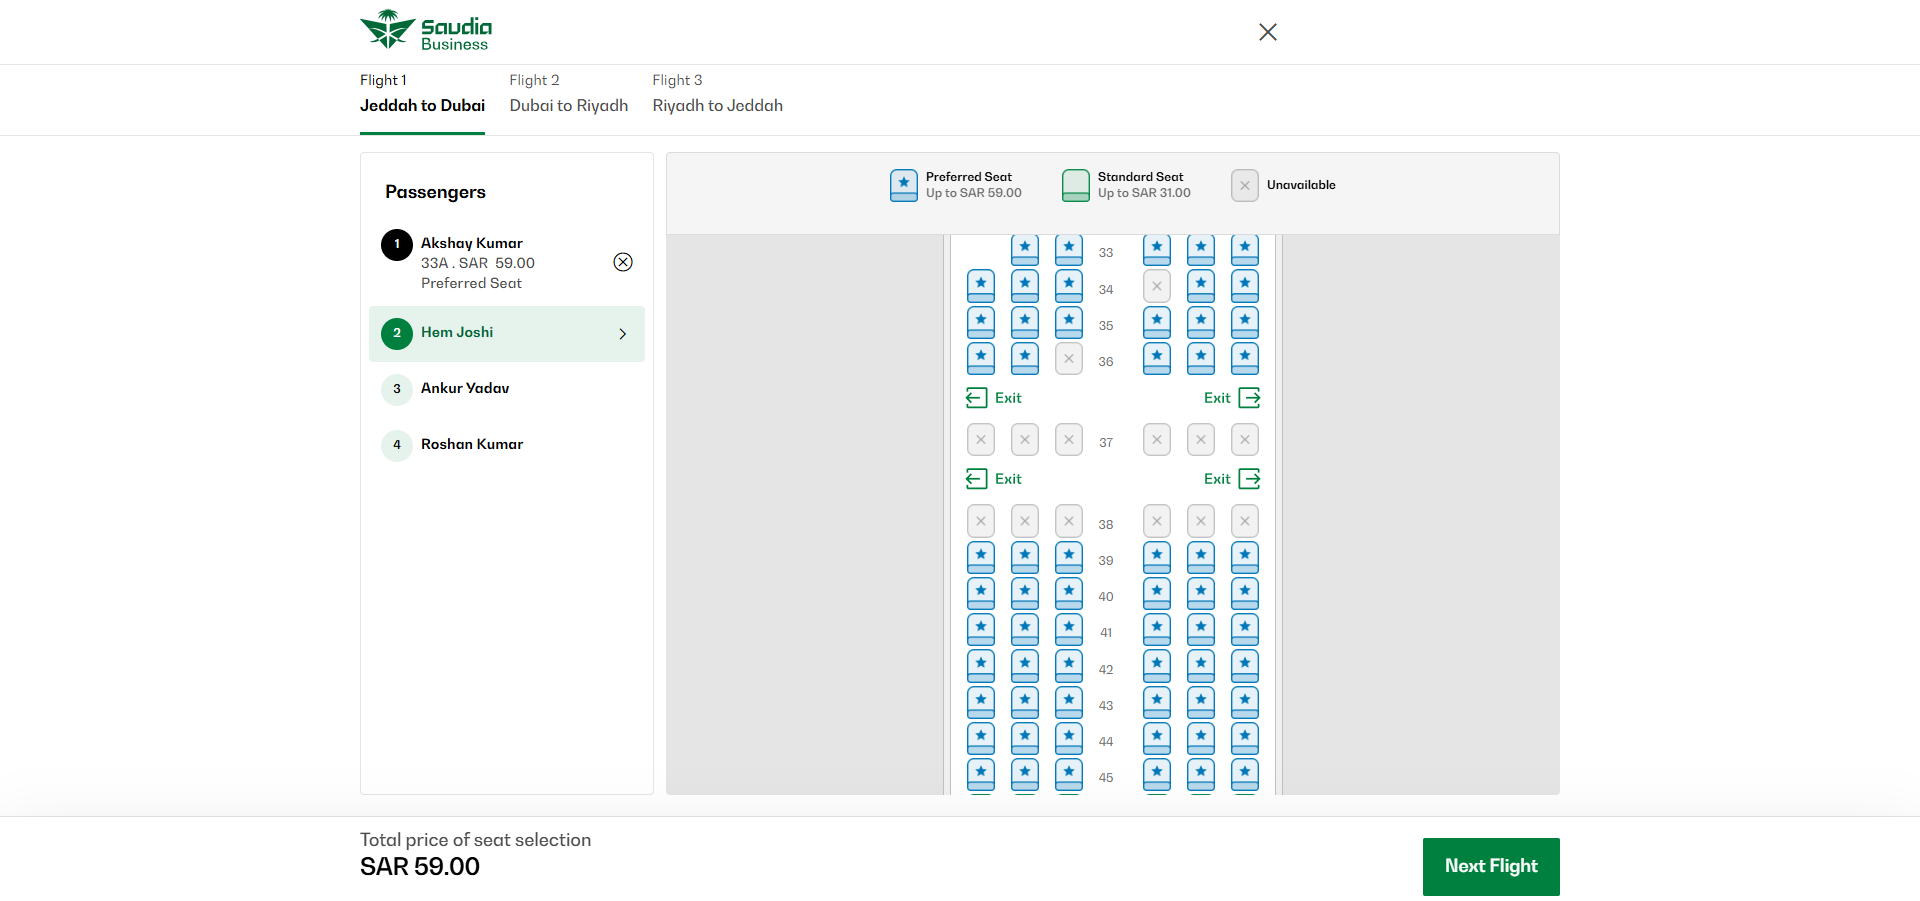 Saudia
Business
Flight 1
Jeddah to Dubai
Flight 2
Dubai to Riyadh
Flight 3
Riyadh to Jeddah
Passengers
1
Akshay Kumar
33A . SAR 59.00
Preferred Seat
2
Hem Joshi
3
Ankur Yadav
4
Roshan Kumar
Preferred Seat
Up to SAR 59.00
Standard Seat
Up to SAR 31.00
Unavailable
33
34
35
36
Exit
Exit
37
Exit
Exit
38
39
40
41
42
43
44
45
Total price of seat selection
SAR 59.00
Next Flight